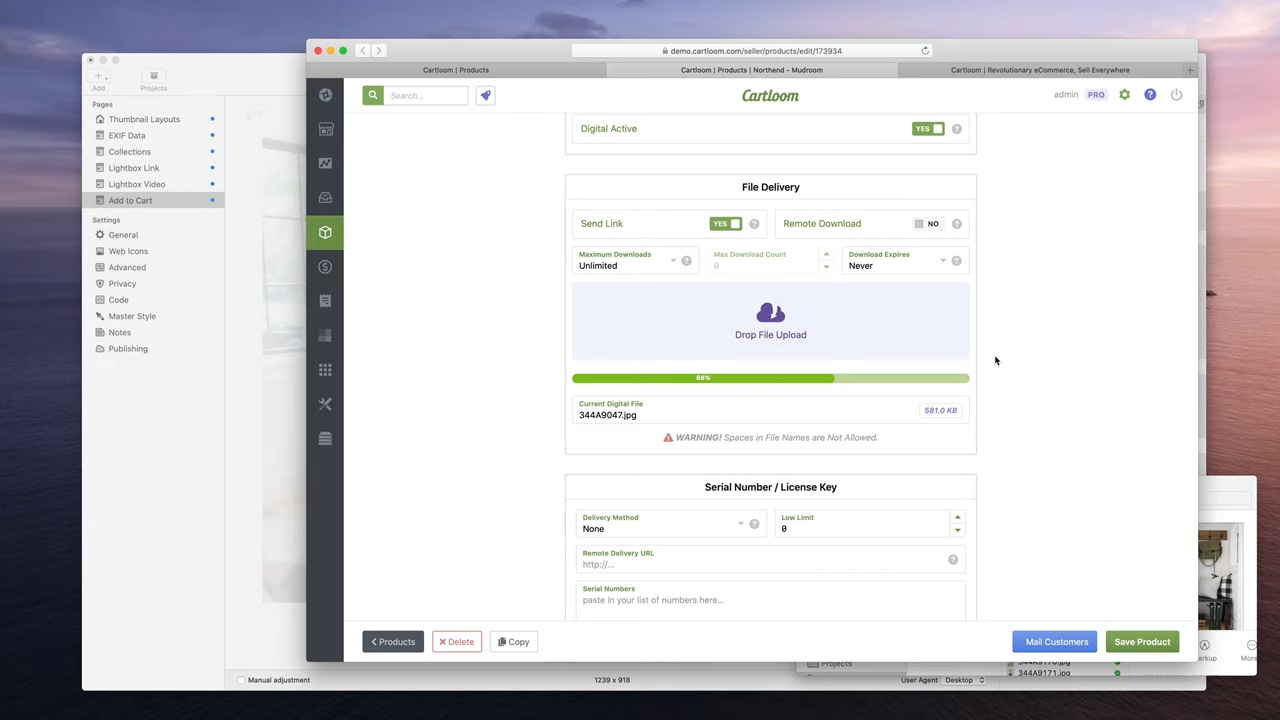 demo.cartloom.com/seller/products/edit/173934
Cartloom | Products
Cartloom | Products | Northend - Mudroom
Cartloom | Revolutionary eCommerce, Sell Everywhere
Add
Projects
Pages
Thumbnail Layouts
EXIF Data
Collections
Lightbox Link
Lightbox Video
Add to Cart
Settings
General
Web Icons
Advanced
Privacy
Code
Master Style
Notes
Publishing
Search...
Cartloom
admin PRO
Digital Active YES
File Delivery
Send Link YES
Remote Download NO
Maximum Downloads
Unlimited
Max Download Count
0
Download Expires
Never
Drop File Upload
66%
Current Digital File
344A9047.jpg
581.0 KB
WARNING! Spaces in File Names are Not Allowed.
Serial Number / License Key
Delivery Method
None
Low Limit
0
Remote Delivery URL
http://...
Serial Numbers
paste in your list of numbers here...
Products
Delete
Copy
Mail Customers
Save Product
More
Projects
344A9171.jpg
Manual adjustment
1239 x 918
User Agent
Desktop